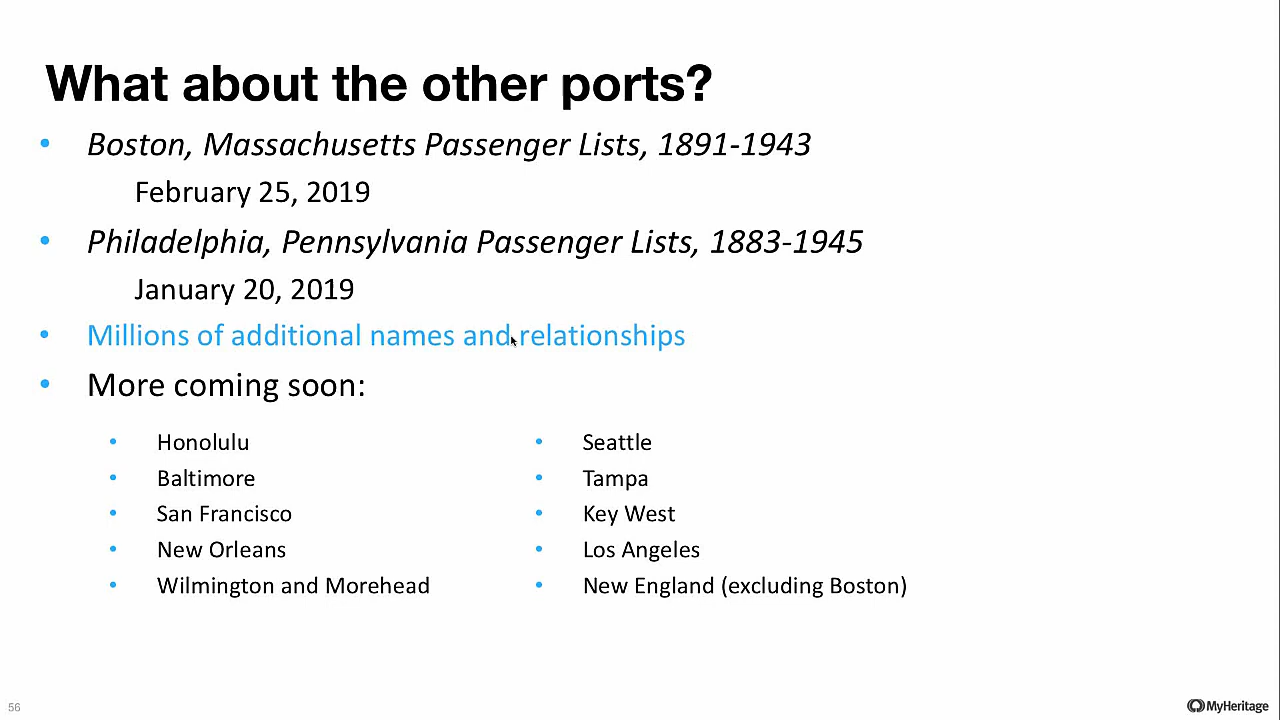 What about the other ports?
• Boston, Massachusetts Passenger Lists, 1891-1943
February 25, 2019
• Philadelphia, Pennsylvania Passenger Lists, 1883-1945
January 20, 2019
• Millions of additional names and relationships
• More coming soon:
• Honolulu
• Baltimore
• San Francisco
• New Orleans
• Wilmington and Morehead
• Seattle
• Tampa
• Key West
• Los Angeles
• New England (excluding Boston)
56
MyHeritage